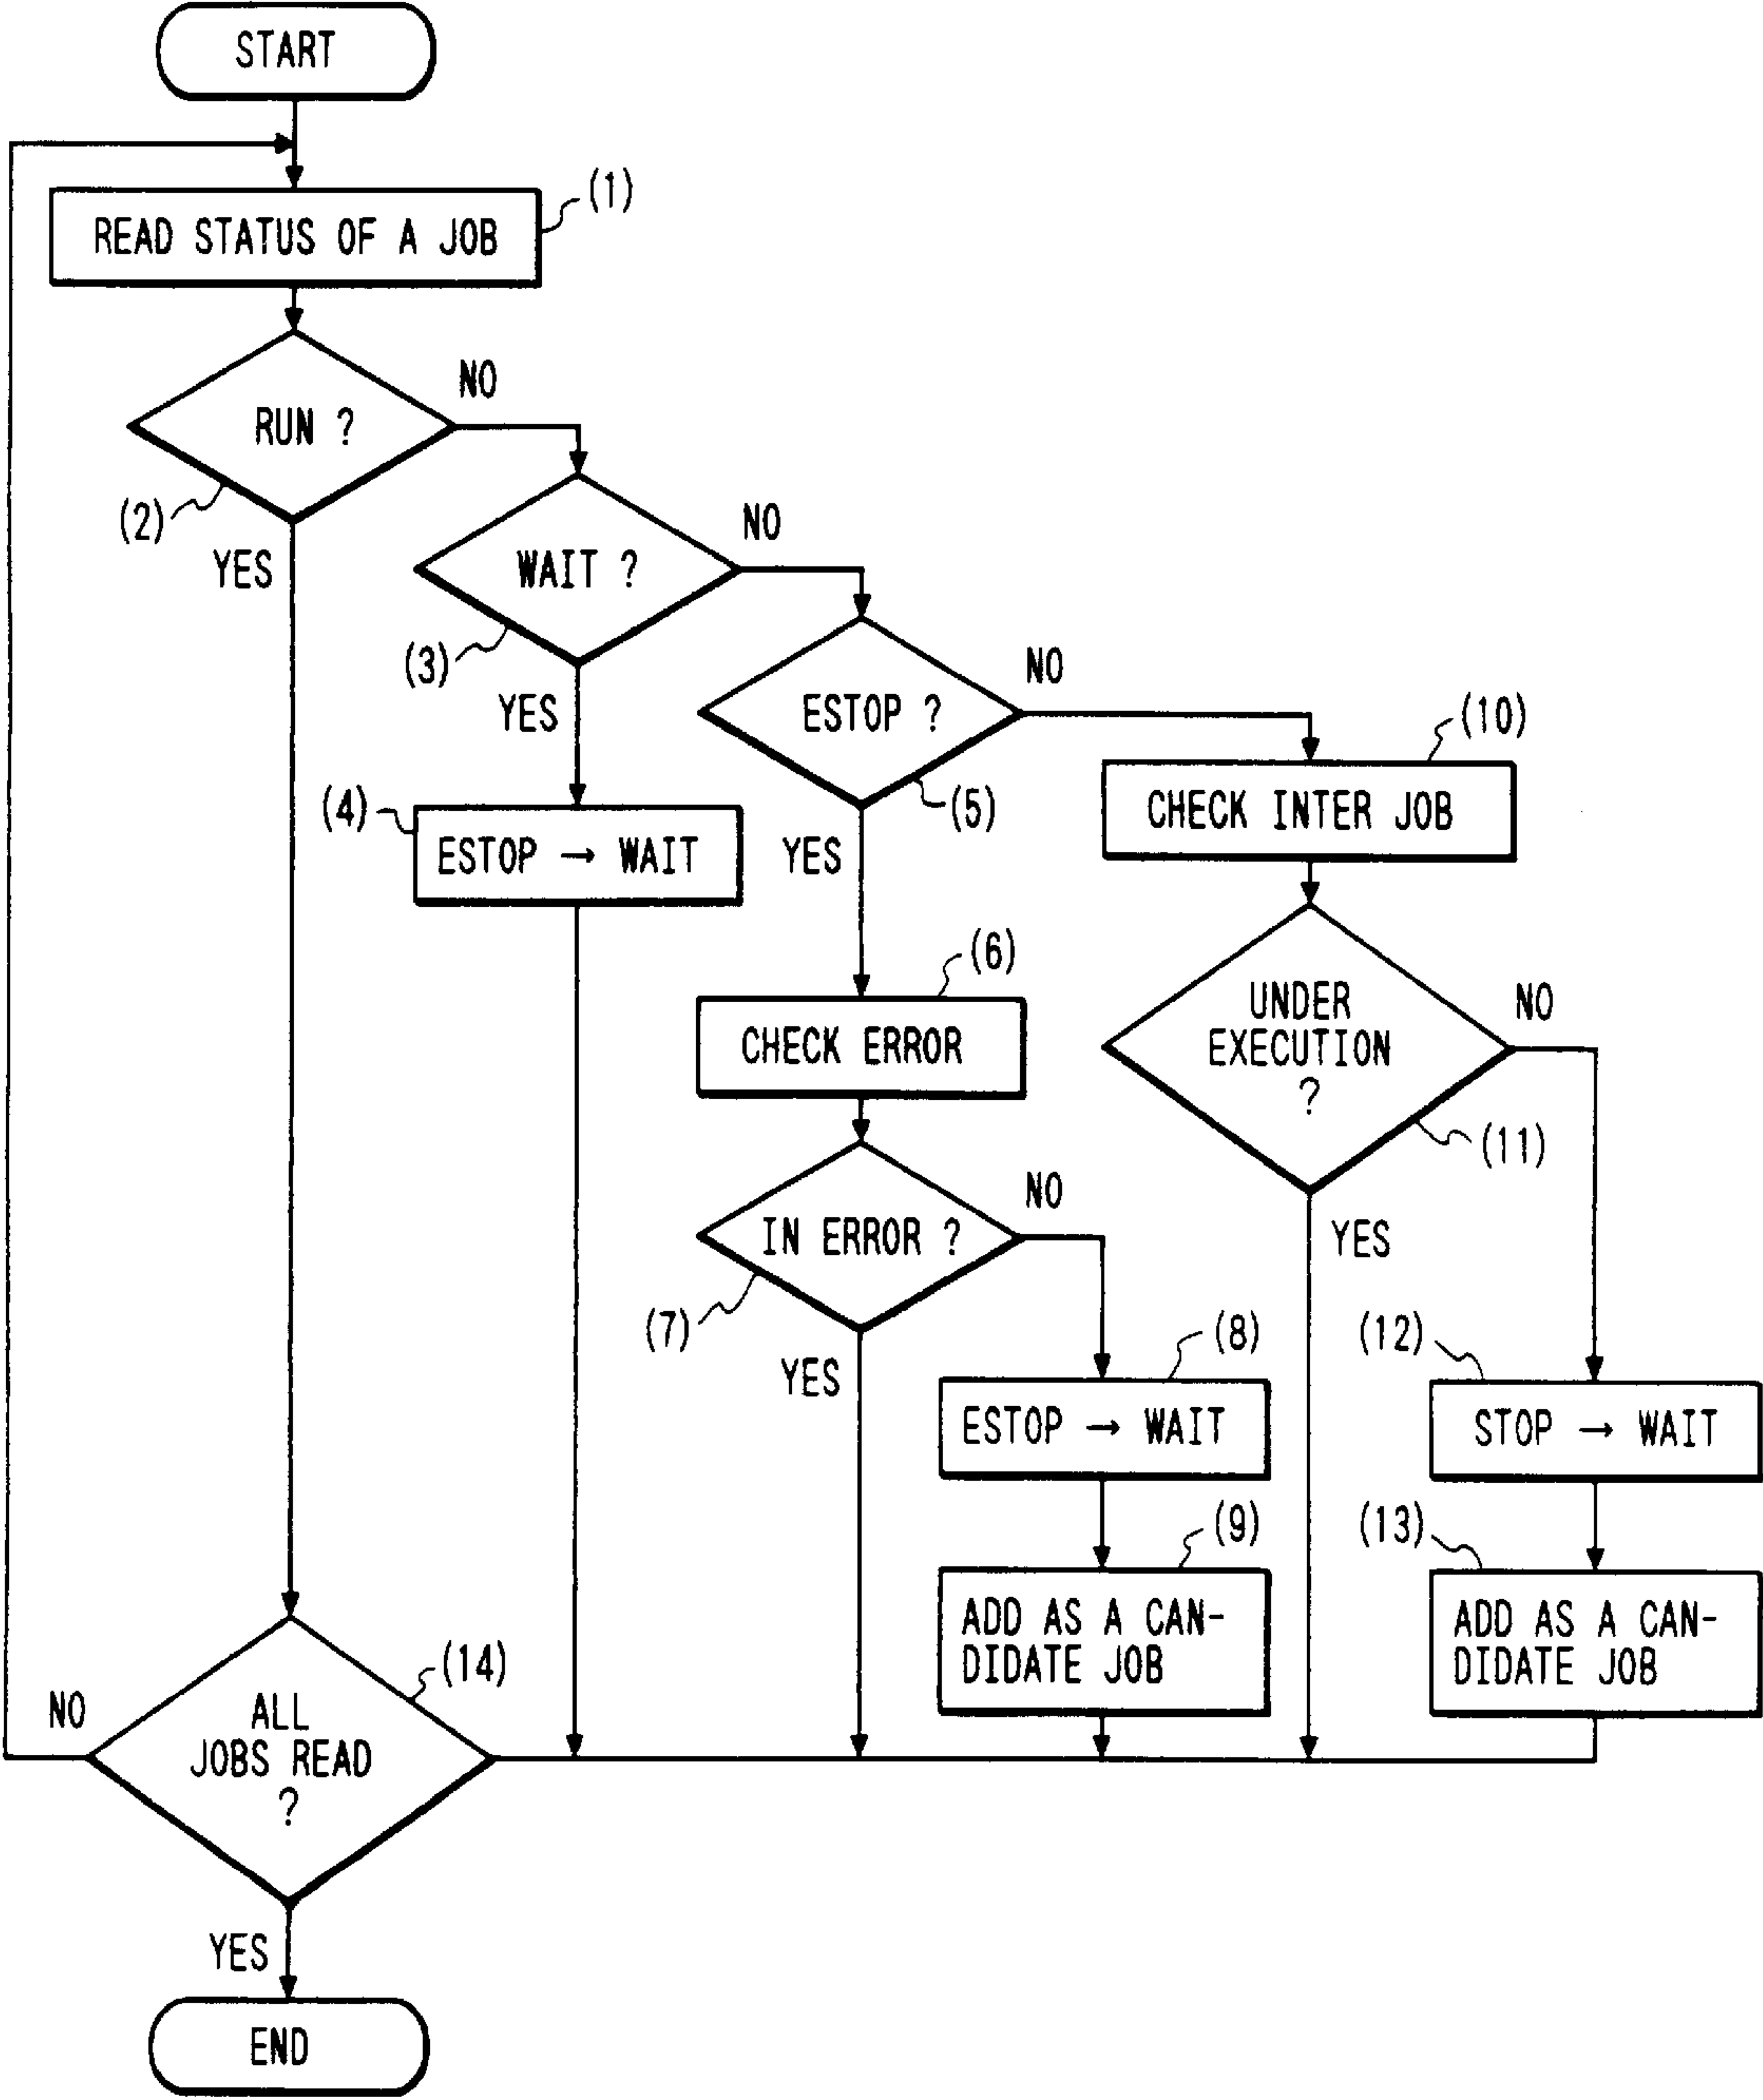 START
(1)
READ STATUS OF A JOB
NO
RUN ?
(2)
YES
NO
WAIT ?
(3)
YES
NO
ESTOP ?
(5)
YES
(10)
CHECK INTER JOB
(4)
ESTOP → WAIT
(6)
CHECK ERROR
UNDER
EXECUTION
?
NO
(11)
YES
NO
IN ERROR ?
(7)
YES
(8)
ESTOP → WAIT
(12)
STOP → WAIT
(9)
ADD AS A CAN-
DIDATE JOB
(13)
ADD AS A CAN-
DIDATE JOB
(14)
NO
ALL
JOBS READ
?
YES
END